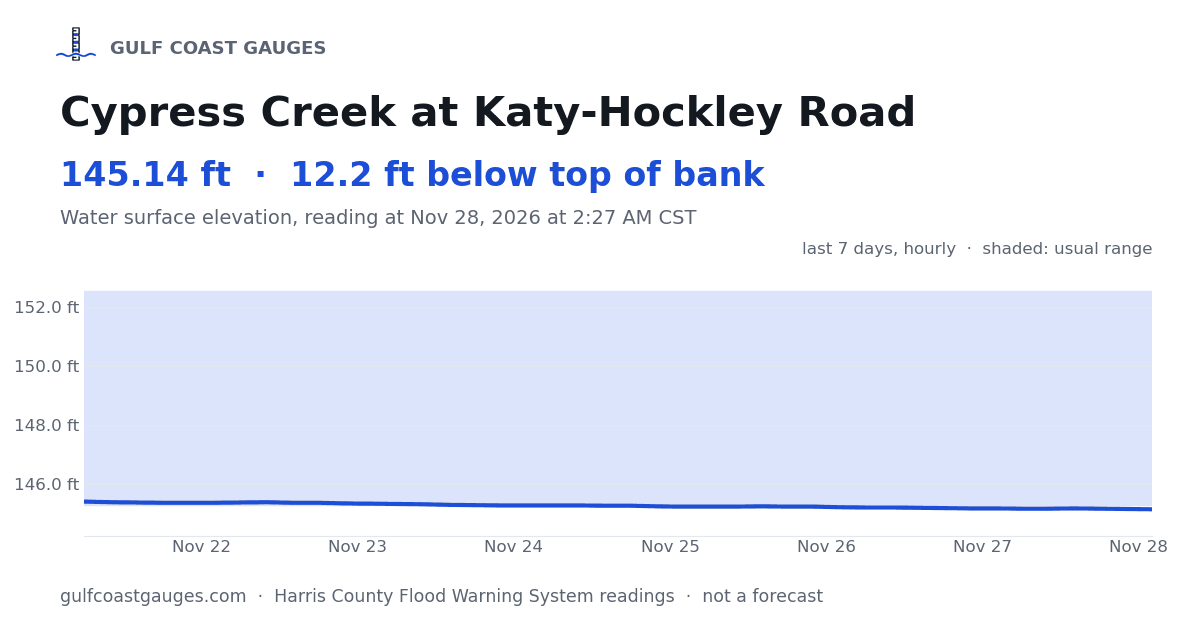 GULF COAST GAUGES
Cypress Creek at Katy-Hockley Road
145.14 ft · 12.2 ft below top of bank
Water surface elevation, reading at Nov 28, 2026 at 2:27 AM CST
last 7 days, hourly · shaded: usual range
152.0 ft
150.0 ft
148.0 ft
146.0 ft
Nov 22 Nov 23 Nov 24 Nov 25 Nov 26 Nov 27 Nov 28
gulfcoastgauges.com · Harris County Flood Warning System readings · not a forecast